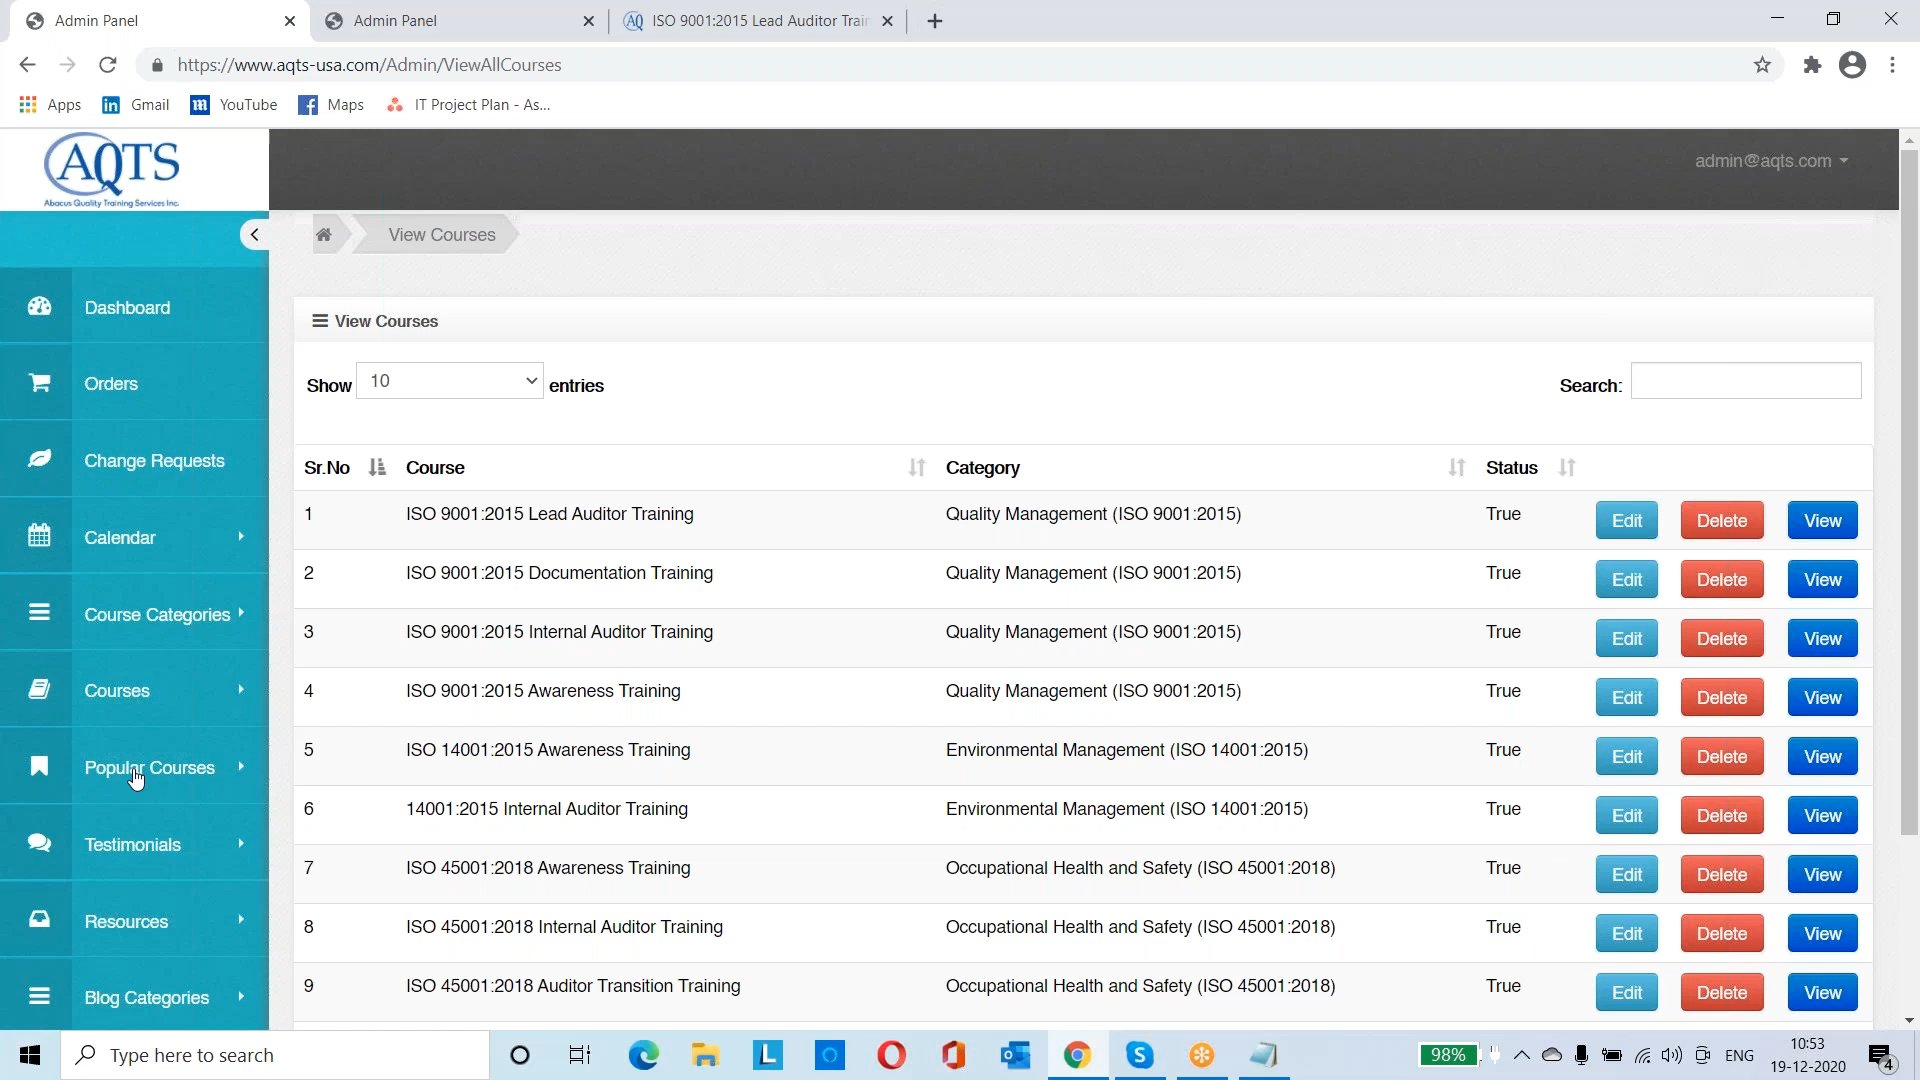 Admin Panel
Admin Panel
AQ ISO 9001:2015 Lead Auditor Train
https://www.aqts-usa.com/Admin/ViewAllCourses
Apps
Gmail
YouTube
Maps
IT Project Plan - As...
AQTS
Abacus Quality Training Services Inc.
admin@aqts.com
View Courses
Dashboard
Orders
Change Requests
Calendar
Course Categories
Courses
Popular Courses
Testimonials
Resources
Blog Categories
View Courses
Show 10 entries
Search:
Sr.No Course Category Status
1 ISO 9001:2015 Lead Auditor Training Quality Management (ISO 9001:2015) True Edit Delete View
2 ISO 9001:2015 Documentation Training Quality Management (ISO 9001:2015) True Edit Delete View
3 ISO 9001:2015 Internal Auditor Training Quality Management (ISO 9001:2015) True Edit Delete View
4 ISO 9001:2015 Awareness Training Quality Management (ISO 9001:2015) True Edit Delete View
5 ISO 14001:2015 Awareness Training Environmental Management (ISO 14001:2015) True Edit Delete View
6 14001:2015 Internal Auditor Training Environmental Management (ISO 14001:2015) True Edit Delete View
7 ISO 45001:2018 Awareness Training Occupational Health and Safety (ISO 45001:2018) True Edit Delete View
8 ISO 45001:2018 Internal Auditor Training Occupational Health and Safety (ISO 45001:2018) True Edit Delete View
9 ISO 45001:2018 Auditor Transition Training Occupational Health and Safety (ISO 45001:2018) True Edit Delete View
Type here to search
98%
ENG
10:53
19-12-2020
4